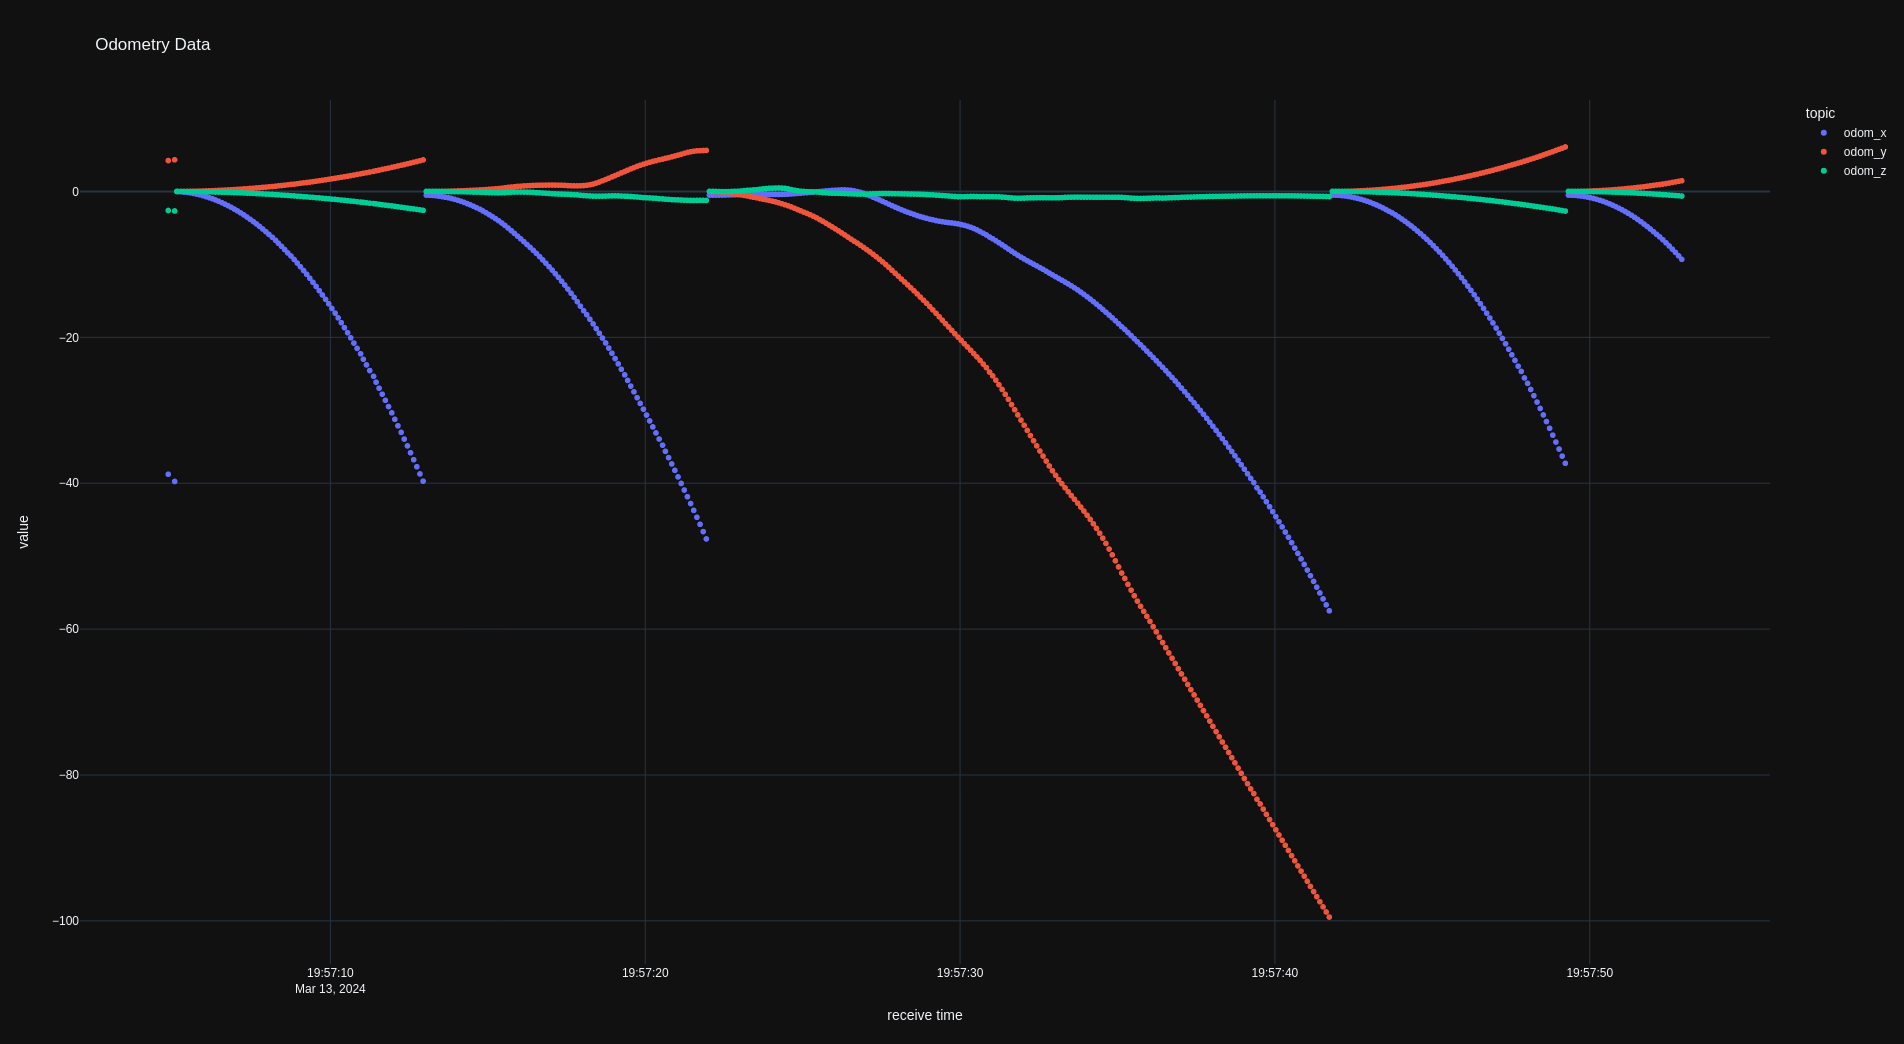 Odometry Data
topic
odom_x
odom_y
odom_z
value
0
−20
−40
−60
−80
−100
19:57:10
Mar 13, 2024
19:57:20
19:57:30
19:57:40
19:57:50
receive time